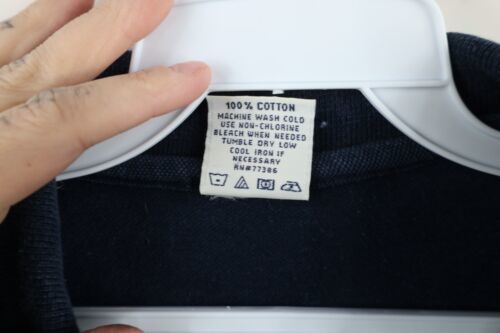 100% COTTON
MACHINE WASH COLD
USE NON-CHLORINE
BLEACH WHEN NEEDED
TUMBLE DRY LOW
COOL IRON IF
NECESSARY
RN#77386